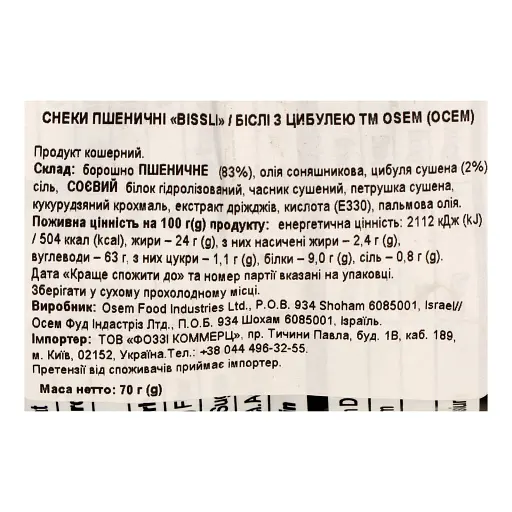 СНЕКИ ПШЕНИЧНІ «BISSLI» / БІСЛІ З ЦИБУЛЕЮ ТМ OSEM (ОСЕМ)
Продукт кошерний.
Склад: борошно ПШЕНИЧНЕ (83%), олія соняшникова, цибуля сушена (2%)
сіль, СОЄВИЙ білок гідролізований, часник сушений, петрушка сушена,
кукурудзяний крохмаль, екстракт дріжджів, кислота (Е330), пальмова олія.
Поживна цінність на 100 г(g) продукту: енергетична цінність: 2112 кДж (kJ)
/ 504 ккал (kcal), жири – 24 г (g), з них насичені жири – 2,4 г (g),
вуглеводи – 63 г, з них цукри – 1,1 г (g), білки – 9,0 г (g), сіль – 0,8 г (g).
Дата «Краще спожити до» та номер партії вказані на упаковці.
Зберігати у сухому прохолодному місці.
Виробник: Osem Food Industries Ltd., P.O.B. 934 Shoham 6085001, Israel//
Осем Фуд Індастріз Лтд., П.О.Б. 934 Шохам 6085001, Ізраїль.
Імпортер: ТОВ «ФОЗЗІ КОММЕРЦ», пр. Тичини Павла, буд. 1В, каб. 189,
м. Київ, 02152, Україна.Тел.: +38 044 496-32-55.
Претензії від споживачів приймає імпортер.
Маса нетто: 70 г (g)